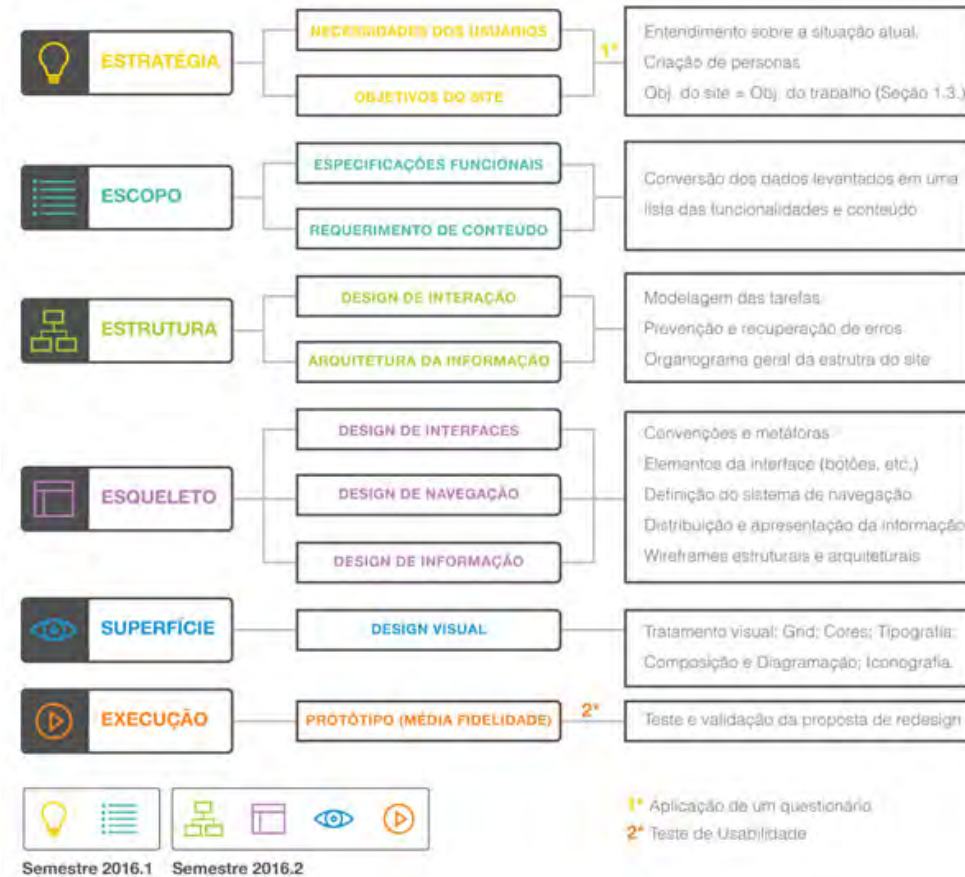 ESTRATÉGIA
NECESSIDADES DOS USUÁRIOS
OBJETIVOS DO SITE
1*
Entendimento sobre a situação atual.
Criação de personas
Obj. do site = Obj. do trabalho (Seção 1.3.)
ESCOPO
ESPECIFICAÇÕES FUNCIONAIS
REQUERIMENTO DE CONTEÚDO
Conversão dos dados levantados em uma
lista das funcionalidades e conteúdo
ESTRUTURA
DESIGN DE INTERAÇÃO
ARQUITETURA DA INFORMAÇÃO
Modelagem das tarefas
Prevenção e recuperação de erros
Organograma geral da estrutra do site
ESQUELETO
DESIGN DE INTERFACES
DESIGN DE NAVEGAÇÃO
DESIGN DE INFORMAÇÃO
Convenções e metáforas
Elementos da interface (botões, etc.)
Definição do sistema de navegação
Distribuição e apresentação da informação
Wireframes estruturais e arquiteturais
SUPERFÍCIE
DESIGN VISUAL
Tratamento visual; Grid; Cores; Tipografia;
Composição e Diagramação; Iconografia.
EXECUÇÃO
PROTÓTIPO (MÉDIA FIDELIDADE)
2*
Teste e validação da proposta de redesign
1* Aplicação de um questionário
2* Teste de Usabilidade
Semestre 2016.1 Semestre 2016.2